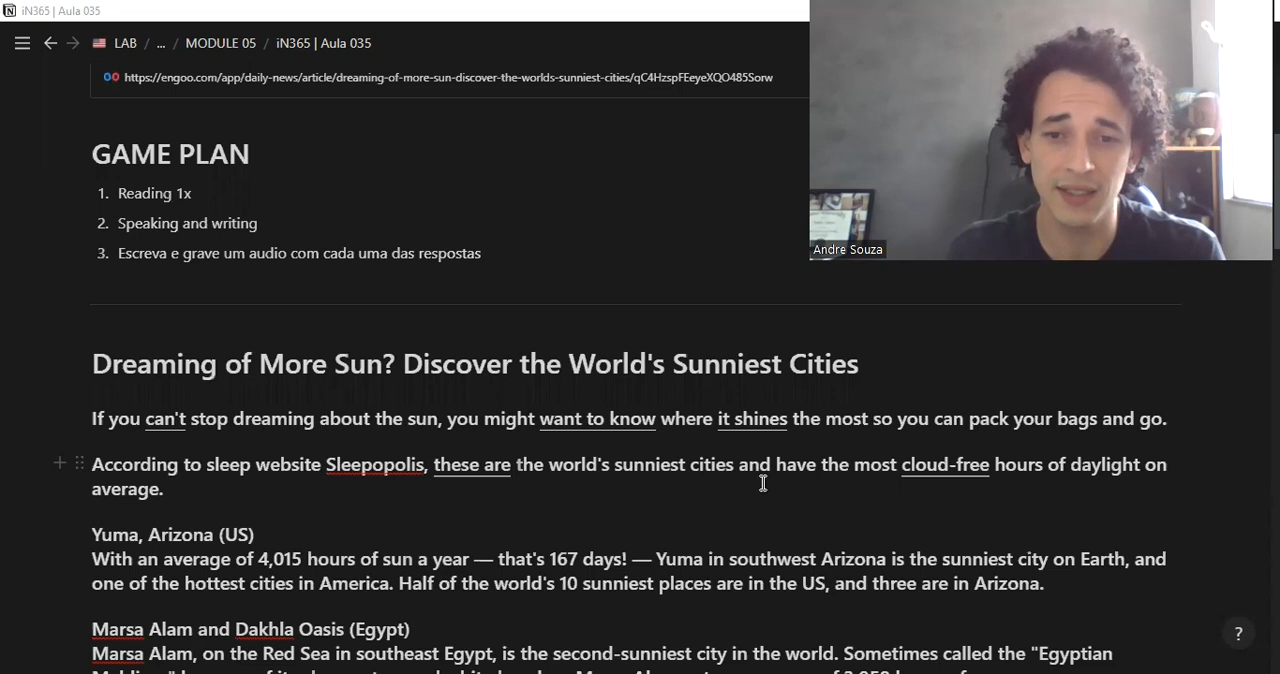 iN365 | Aula 035
LAB / ... / MODULE 05 / iN365 | Aula 035
https://engoo.com/app/daily-news/article/dreaming-of-more-sun-discover-the-worlds-sunniest-cities/qC4HzspFEeyeXQO485Sorw
GAME PLAN
1. Reading 1x
2. Speaking and writing
3. Escreva e grave um audio com cada uma das respostas
Andre Souza
Dreaming of More Sun? Discover the World's Sunniest Cities
If you can't stop dreaming about the sun, you might want to know where it shines the most so you can pack your bags and go.
According to sleep website Sleepopolis, these are the world's sunniest cities and have the most cloud-free hours of daylight on
average.
Yuma, Arizona (US)
With an average of 4,015 hours of sun a year — that's 167 days! — Yuma in southwest Arizona is the sunniest city on Earth, and
one of the hottest cities in America. Half of the world's 10 sunniest places are in the US, and three are in Arizona.
Marsa Alam and Dakhla Oasis (Egypt)
Marsa Alam, on the Red Sea in southeast Egypt, is the second-sunniest city in the world. Sometimes called the "Egyptian
?